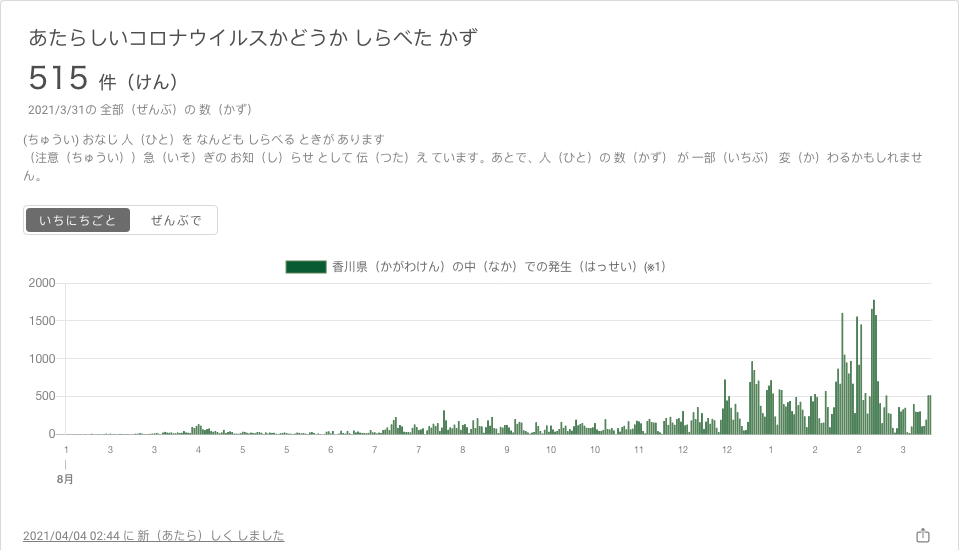 あたらしいコロナウイルスかどうか しらべた かず
515 件（けん）
2021/3/31の 全部（ぜんぶ）の 数（かず）
(ちゅうい) おなじ 人（ひと）を なんども しらべる ときが あります
（注意（ちゅうい））急（いそ）ぎの お知（し）らせ として 伝（つた）え ています。あとで、人（ひと）の 数（かず） が 一部（いちぶ） 変（か）わるかもしれませ
ん。
いちにちごと ぜんぶで
香川県（かがわけん）の中（なか）での発生（はっせい）(※1)
2000
1500
1000
500
0
1 3 3 4 5 5 6 7 7 8 9 10 10 11 12 12 1 2 2 3
8月
2021/04/04 02:44 に 新（あたら）しく しました